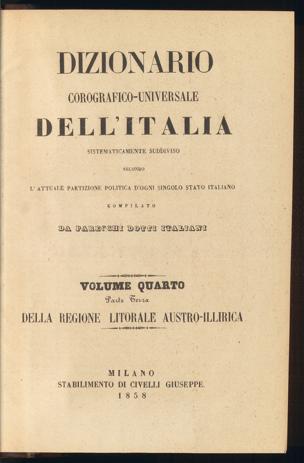 DIZIONARIO
COROGRAFICO-UNIVERSALE
DELL'ITALIA
SISTEMATICAMENTE SUDDIVISO
SECONDO
L'ATTUALE PARTIZIONE POLITICA D'OGNI SINGOLO STATO ITALIANO
COMPILATO
DA PARECCHI DOTTI ITALIANI
VOLUME QUARTO
Parte Terza
DELLA REGIONE LITORALE AUSTRO-ILLIRICA
MILANO
STABILIMENTO DI CIVELLI GIUSEPPE.
1858